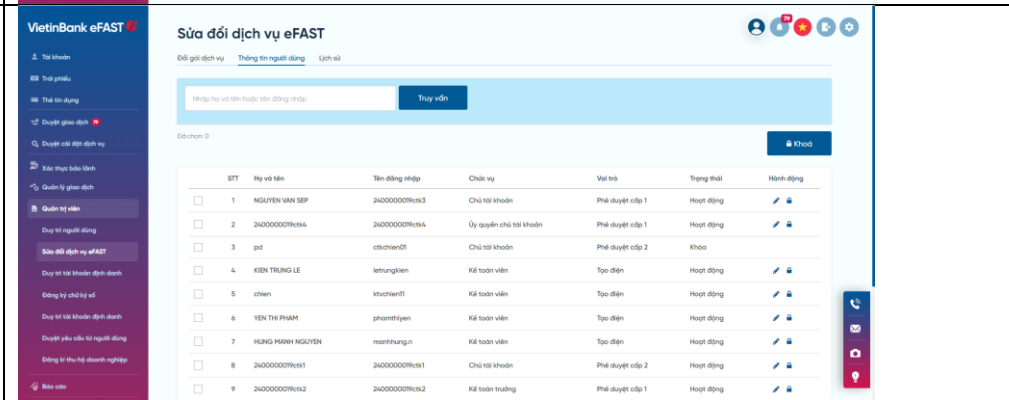 VietinBank eFAST
Tài khoản
Trái phiếu
Thẻ tín dụng
Duyệt giao dịch 79
Duyệt cài đặt dịch vụ
Xác thực bảo lãnh
Quản lý giao dịch
Quản trị viên
Duy trì người dùng
Sửa đổi dịch vụ eFAST
Duy trì tài khoản định danh
Đăng ký chữ ký số
Duy trì tài khoản định danh
Duyệt yêu cầu từ người dùng
Đăng kí thu hộ doanh nghiệp
Báo cáo
Sửa đổi dịch vụ eFAST
79
Đổi gói dịch vụ Thông tin người dùng Lịch sử
Nhập họ và tên hoặc tên đăng nhập Truy vấn
Đã chọn: 0
Khoá
STT Họ và tên Tên đăng nhập Chức vụ Vai trò Trạng thái Hành động
1 NGUYEN VAN SEP 2400000019ctk3 Chủ tài khoản Phê duyệt cấp 1 Hoạt động
2 2400000019ctk4 2400000019ctk4 Ủy quyền chủ tài khoản Phê duyệt cấp 1 Hoạt động
3 pd ctkchien01 Chủ tài khoản Phê duyệt cấp 2 Khóa
4 KIEN TRUNG LE letrungkien Kế toán viên Tạo điện Hoạt động
5 chien ktvchien11 Kế toán viên Tạo điện Hoạt động
6 YEN THI PHAM phamthiyen Kế toán viên Tạo điện Hoạt động
7 HUNG MANH NGUYEN manhhung.n Kế toán viên Tạo điện Hoạt động
8 2400000019ctk1 2400000019ctk1 Chủ tài khoản Phê duyệt cấp 2 Hoạt động
9 2400000019ctk2 2400000019ctk2 Kế toán trưởng Phê duyệt cấp 1 Hoạt động